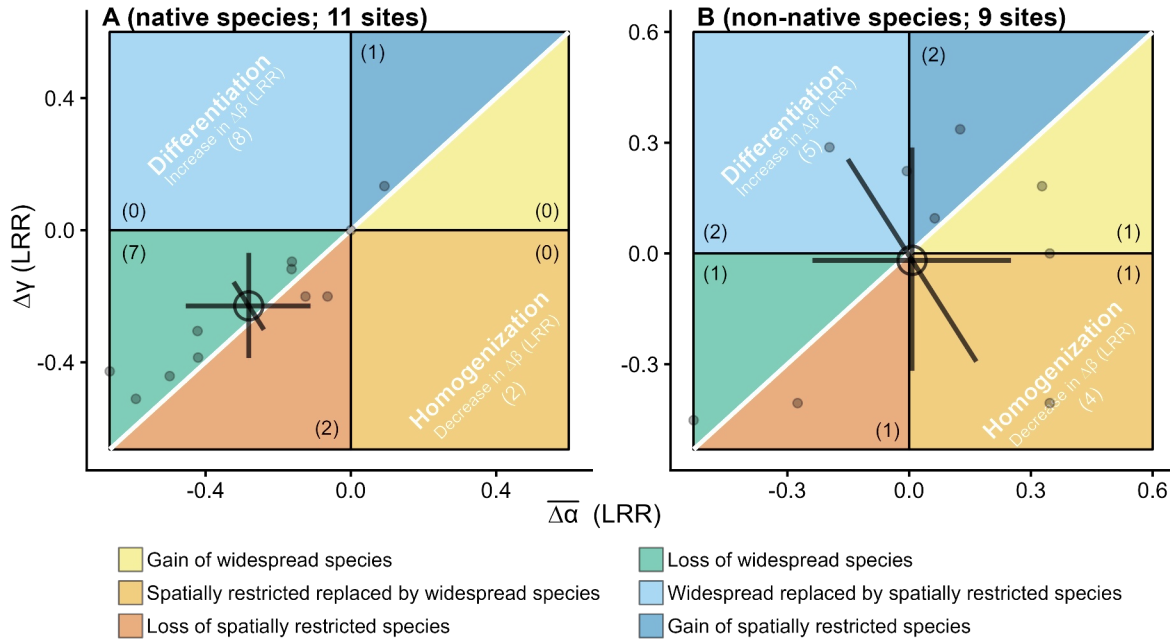 A (native species; 11 sites)
B (non-native species; 9 sites)
Δγ (LRR)
0.4
0.0
-0.4
(1)
Differentiation
Increase in Δβ (LRR)
(8)
(0)
(0)
(7)
(0)
Homogenization
Decrease in Δβ (LRR)
(2)
(2)
-0.4
0.0
0.4
0.6
0.3
0.0
-0.3
(2)
Differentiation
Increase in Δβ (LRR)
(5)
(2)
(1)
(1)
(1)
Homogenization
Decrease in Δβ (LRR)
(4)
(1)
-0.3
0.0
0.3
0.6
Δα (LRR)
Gain of widespread species
Spatially restricted replaced by widespread species
Loss of spatially restricted species
Loss of widespread species
Widespread replaced by spatially restricted species
Gain of spatially restricted species